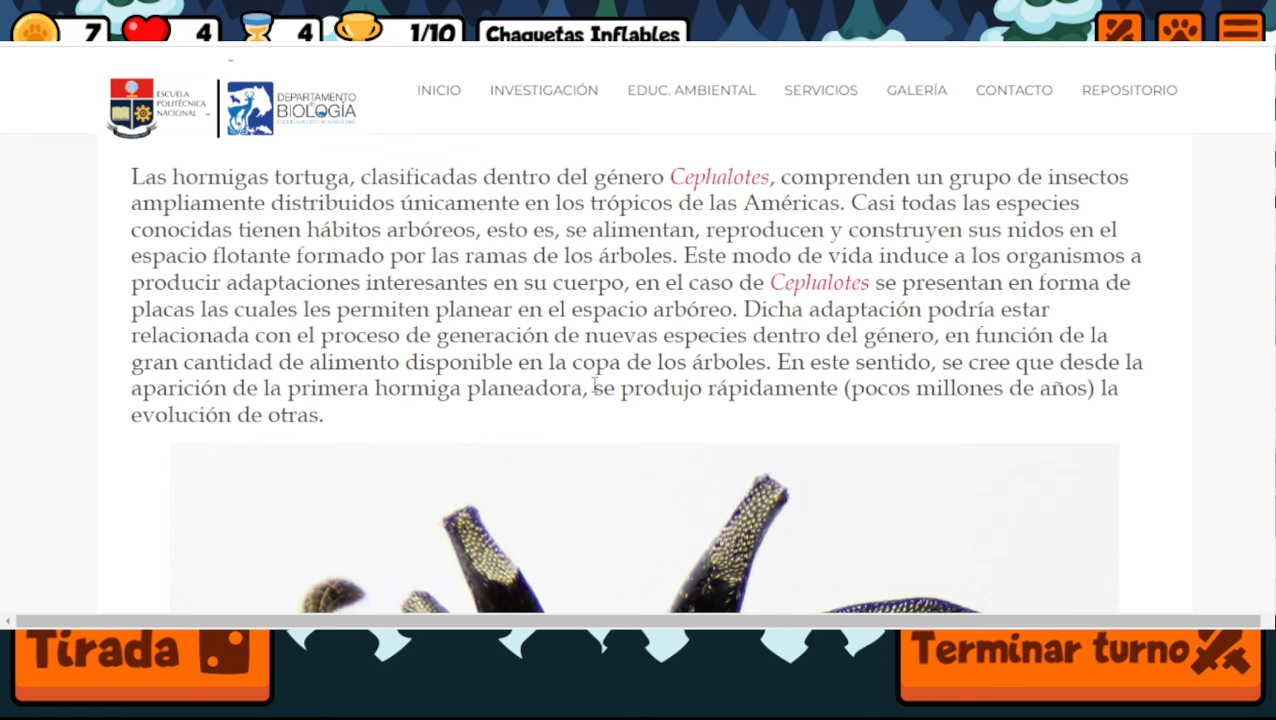 7 4 4 1/10 Chaquetas Inflables
ESCUELA
POLITÉCNICA
NACIONAL
DEPARTAMENTO
BIOLOGÍA
ESCUELA POLITÉCNICA NACIONAL
INICIO INVESTIGACIÓN EDUC. AMBIENTAL SERVICIOS GALERÍA CONTACTO REPOSITORIO
Las hormigas tortuga, clasificadas dentro del género Cephalotes, comprenden un grupo de insectos
ampliamente distribuidos únicamente en los trópicos de las Américas. Casi todas las especies
conocidas tienen hábitos arbóreos, esto es, se alimentan, reproducen y construyen sus nidos en el
espacio flotante formado por las ramas de los árboles. Este modo de vida induce a los organismos a
producir adaptaciones interesantes en su cuerpo, en el caso de Cephalotes se presentan en forma de
placas las cuales les permiten planear en el espacio arbóreo. Dicha adaptación podría estar
relacionada con el proceso de generación de nuevas especies dentro del género, en función de la
gran cantidad de alimento disponible en la copa de los árboles. En este sentido, se cree que desde la
aparición de la primera hormiga planeadora, se produjo rápidamente (pocos millones de años) la
evolución de otras.
Tirada
Terminar turno